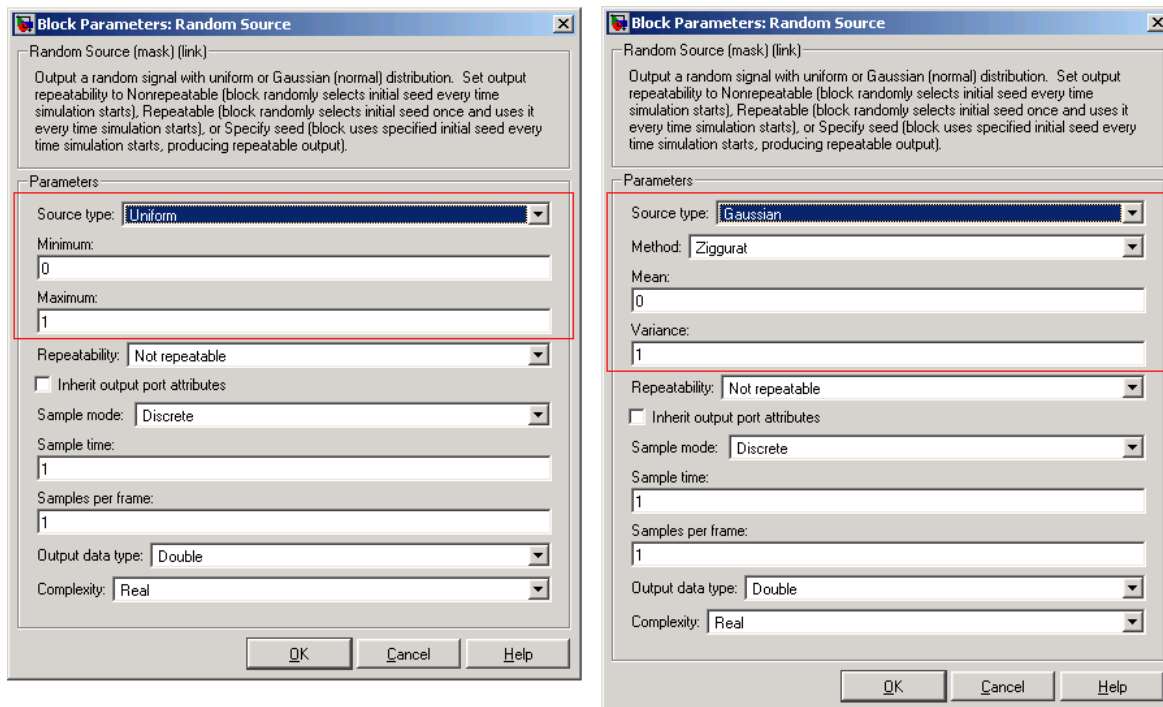 Block Parameters: Random Source
Random Source (mask) (link)
Output a random signal with uniform or Gaussian (normal) distribution.  Set output
repeatability to Nonrepeatable (block randomly selects initial seed every time
simulation starts), Repeatable (block randomly selects initial seed once and uses it
every time simulation starts), or Specify seed (block uses specified initial seed every
time simulation starts, producing repeatable output).
Parameters
Source type: Uniform
Minimum:
0
Maximum:
1
Repeatability: Not repeatable
Inherit output port attributes
Sample mode: Discrete
Sample time:
1
Samples per frame:
1
Output data type: Double
Complexity: Real
OK
Cancel
Help
Block Parameters: Random Source
Random Source (mask) (link)
Output a random signal with uniform or Gaussian (normal) distribution.  Set output
repeatability to Nonrepeatable (block randomly selects initial seed every time
simulation starts), Repeatable (block randomly selects initial seed once and uses it
every time simulation starts), or Specify seed (block uses specified initial seed every
time simulation starts, producing repeatable output).
Parameters
Source type: Gaussian
Method: Ziggurat
Mean:
0
Variance:
1
Repeatability: Not repeatable
Inherit output port attributes
Sample mode: Discrete
Sample time:
1
Samples per frame:
1
Output data type: Double
Complexity: Real
OK
Cancel
Help